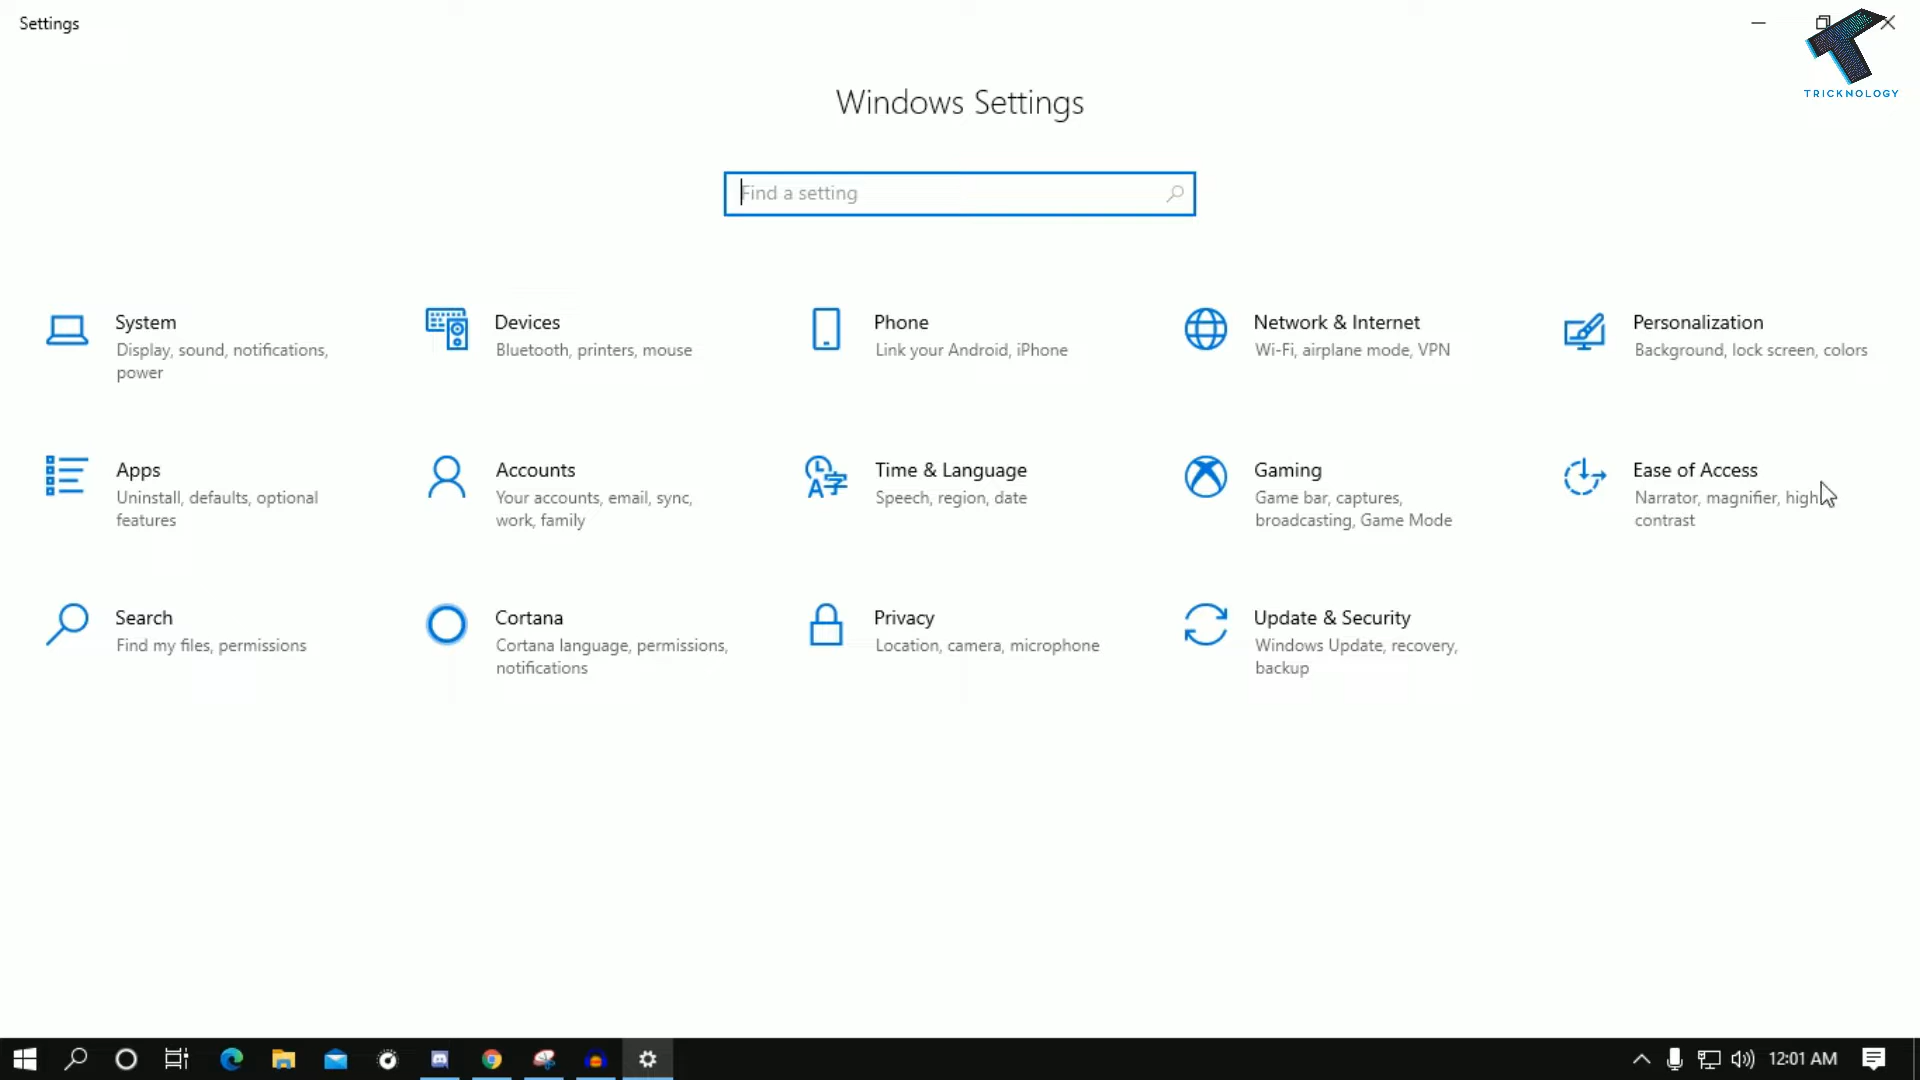 Settings
TRICKNOLOGY
Windows Settings
Find a setting
System
Display, sound, notifications,
power
Devices
Bluetooth, printers, mouse
Phone
Link your Android, iPhone
Network & Internet
Wi-Fi, airplane mode, VPN
Personalization
Background, lock screen, colors
Apps
Uninstall, defaults, optional
features
Accounts
Your accounts, email, sync,
work, family
Time & Language
Speech, region, date
Gaming
Game bar, captures,
broadcasting, Game Mode
Ease of Access
Narrator, magnifier, high
contrast
Search
Find my files, permissions
Cortana
Cortana language, permissions,
notifications
Privacy
Location, camera, microphone
Update & Security
Windows Update, recovery,
backup
12:01 AM